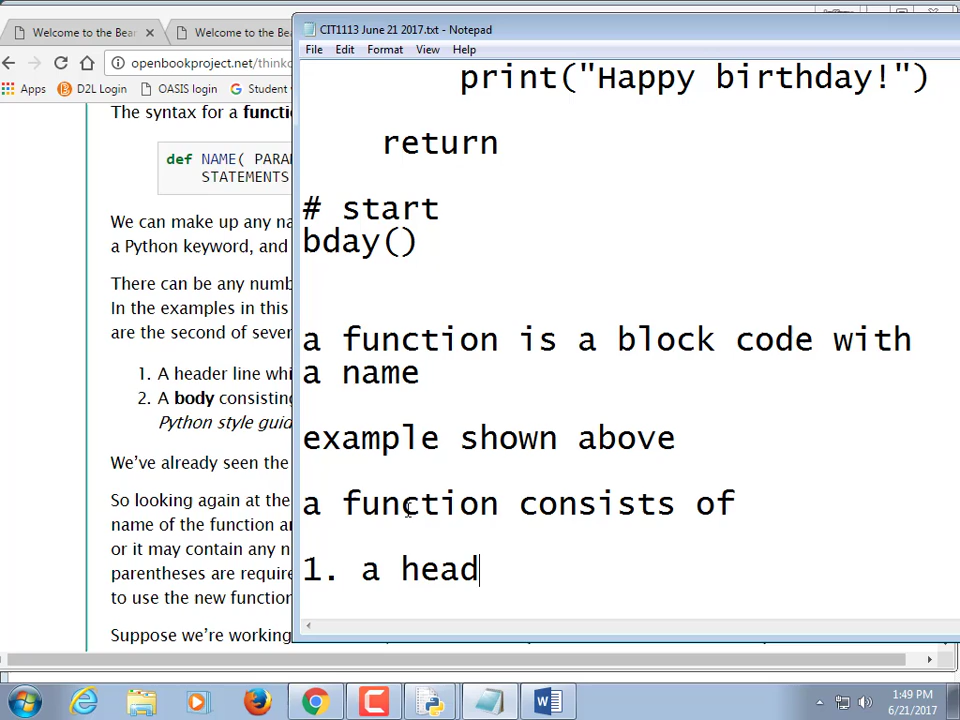 Welcome to the Bear
Welcome to the Bea
CIT1113 June 21 2017.txt - Notepad
File Edit Format View Help
openbookproject.net/thinkc
Apps D2L Login OASIS login Student
The syntax for a functi
def NAME( PARA
STATEMENTS
We can make up any na
a Python keyword, and
There can be any numb
In the examples in this
are the second of sever
1. A header line whi
2. A body consisting
Python style guid
We've already seen the
So looking again at the
name of the function an
or it may contain any n
parentheses are require
to use the new function
Suppose we're working
print("Happy birthday!")
return
# start
bday()
a function is a block code with
a name
example shown above
a function consists of
1. a head
1:49 PM
6/21/2017